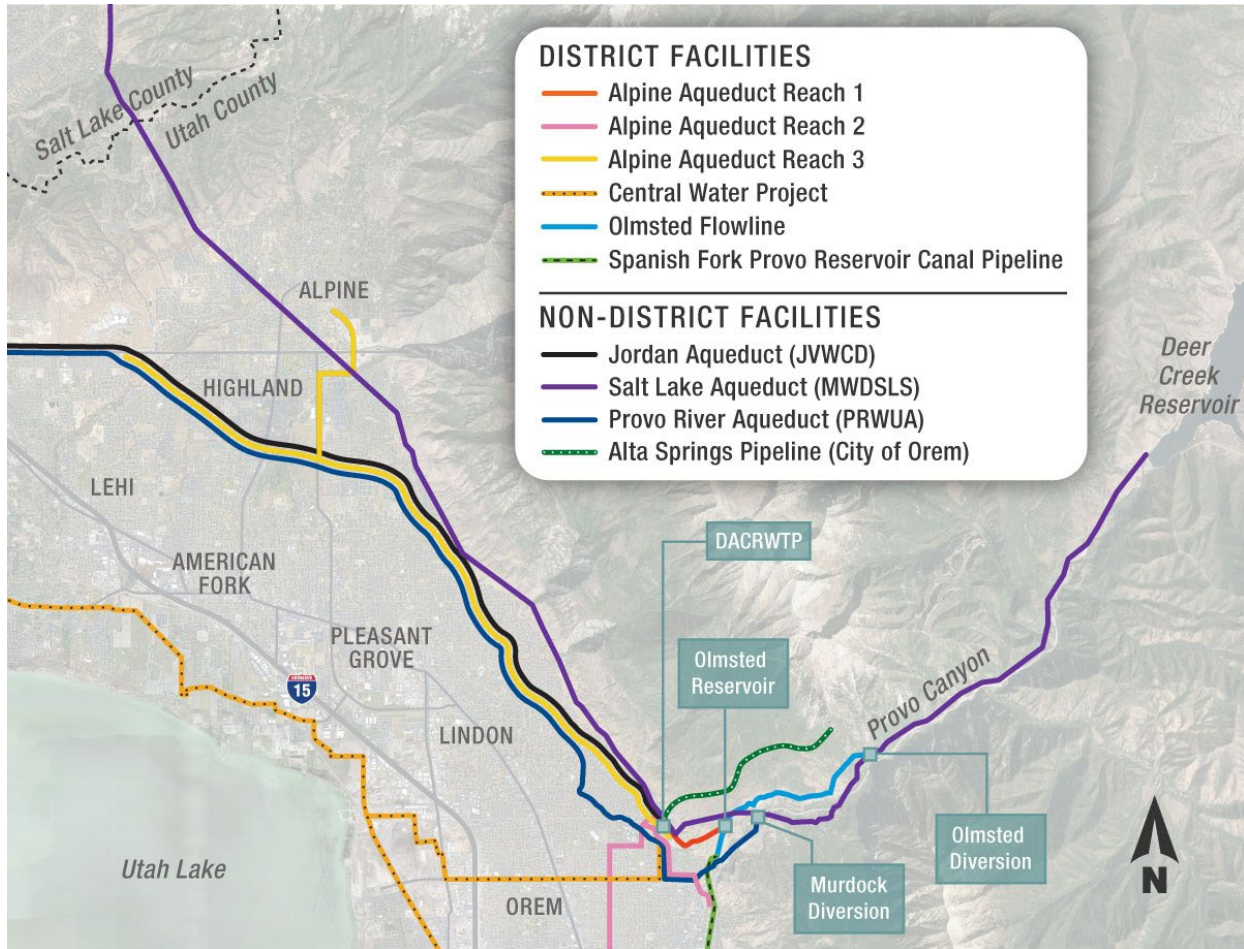 DISTRICT FACILITIES
Alpine Aqueduct Reach 1
Alpine Aqueduct Reach 2
Alpine Aqueduct Reach 3
Central Water Project
Olmsted Flowline
Spanish Fork Provo Reservoir Canal Pipeline
NON-DISTRICT FACILITIES
Jordan Aqueduct (JVWCD)
Salt Lake Aqueduct (MWDSLS)
Provo River Aqueduct (PRWUA)
Alta Springs Pipeline (City of Orem)
Salt Lake County
Utah County
ALPINE
HIGHLAND
Deer
Creek
Reservoir
LEHI
AMERICAN
FORK
DACRWTP
PLEASANT
GROVE
Olmsted
Reservoir
INTERSTATE
15
Provo Canyon
LINDON
Olmsted
Diversion
Utah Lake
Murdock
Diversion
OREM
N